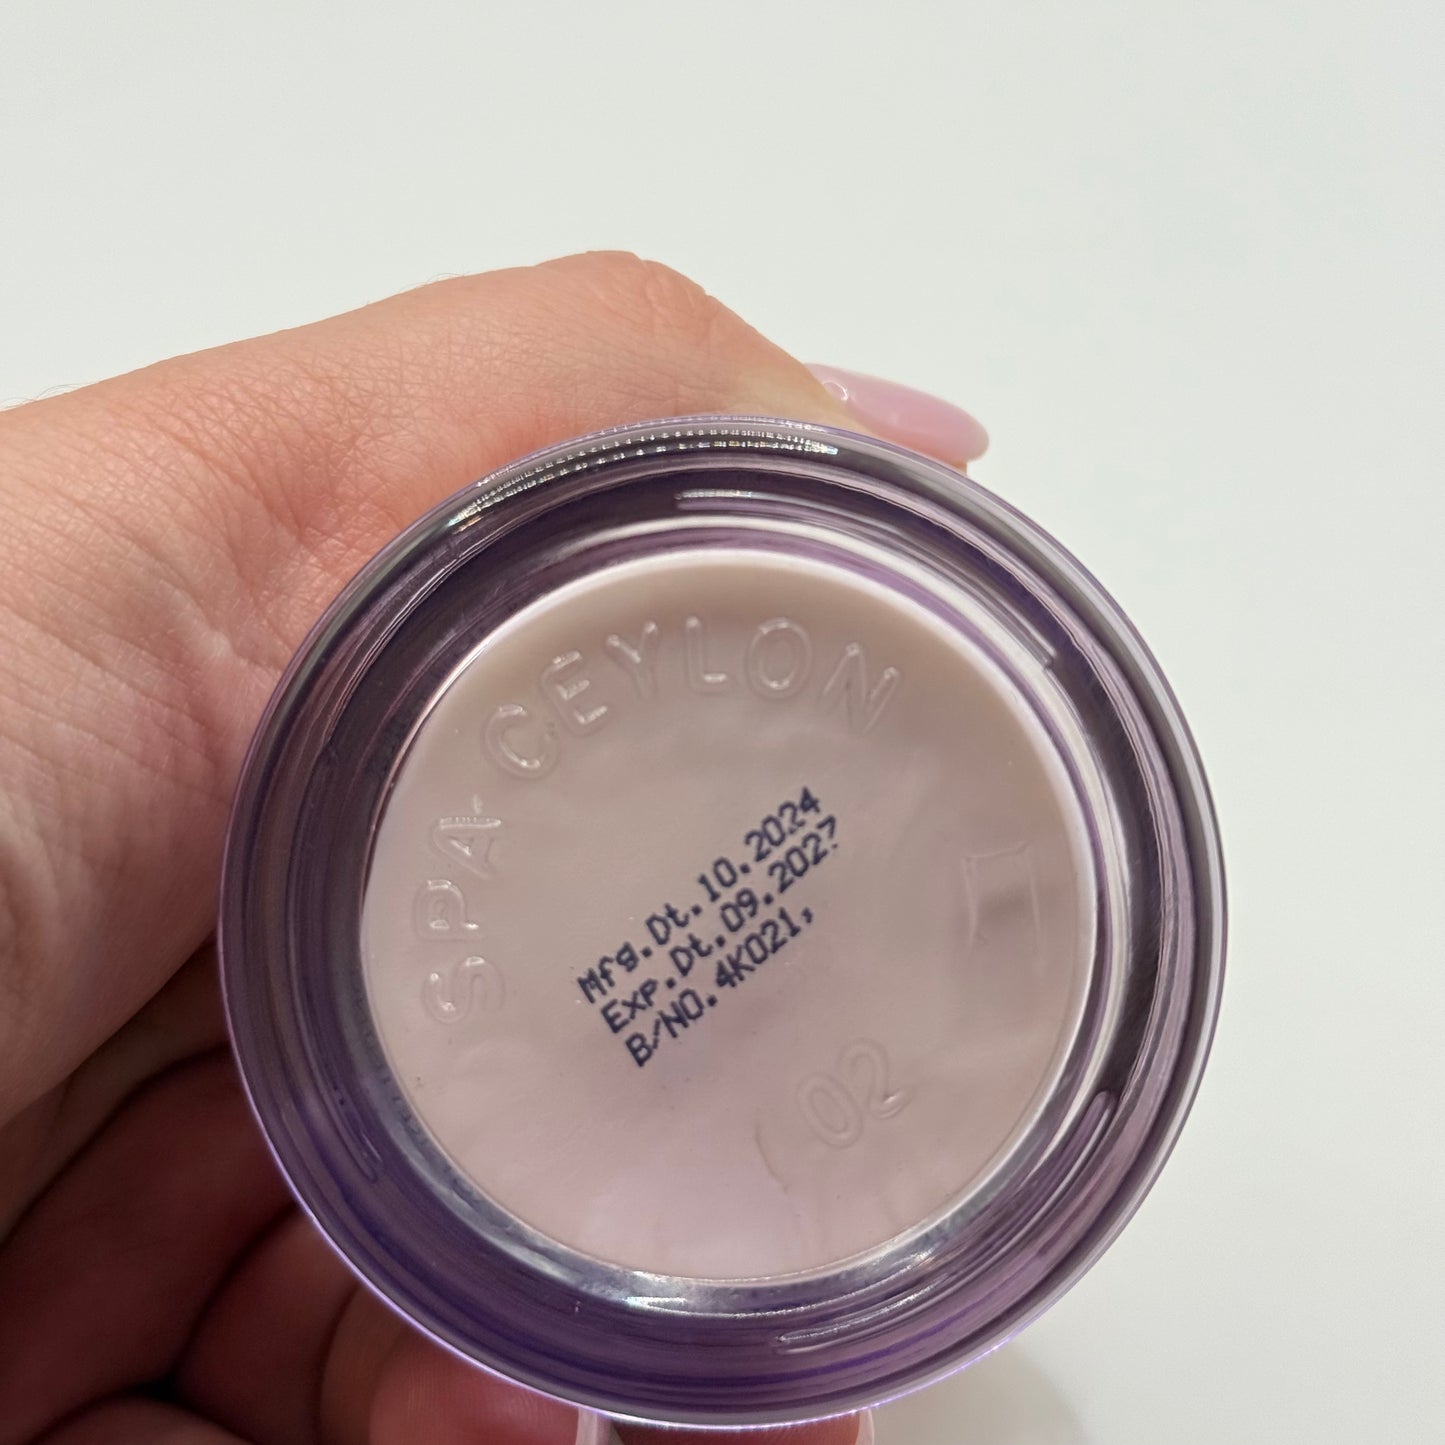 SPA CEYLON
Mfg.Dt.10.2024
Exp.Dt.09.2027
B/NO.4K021,
02